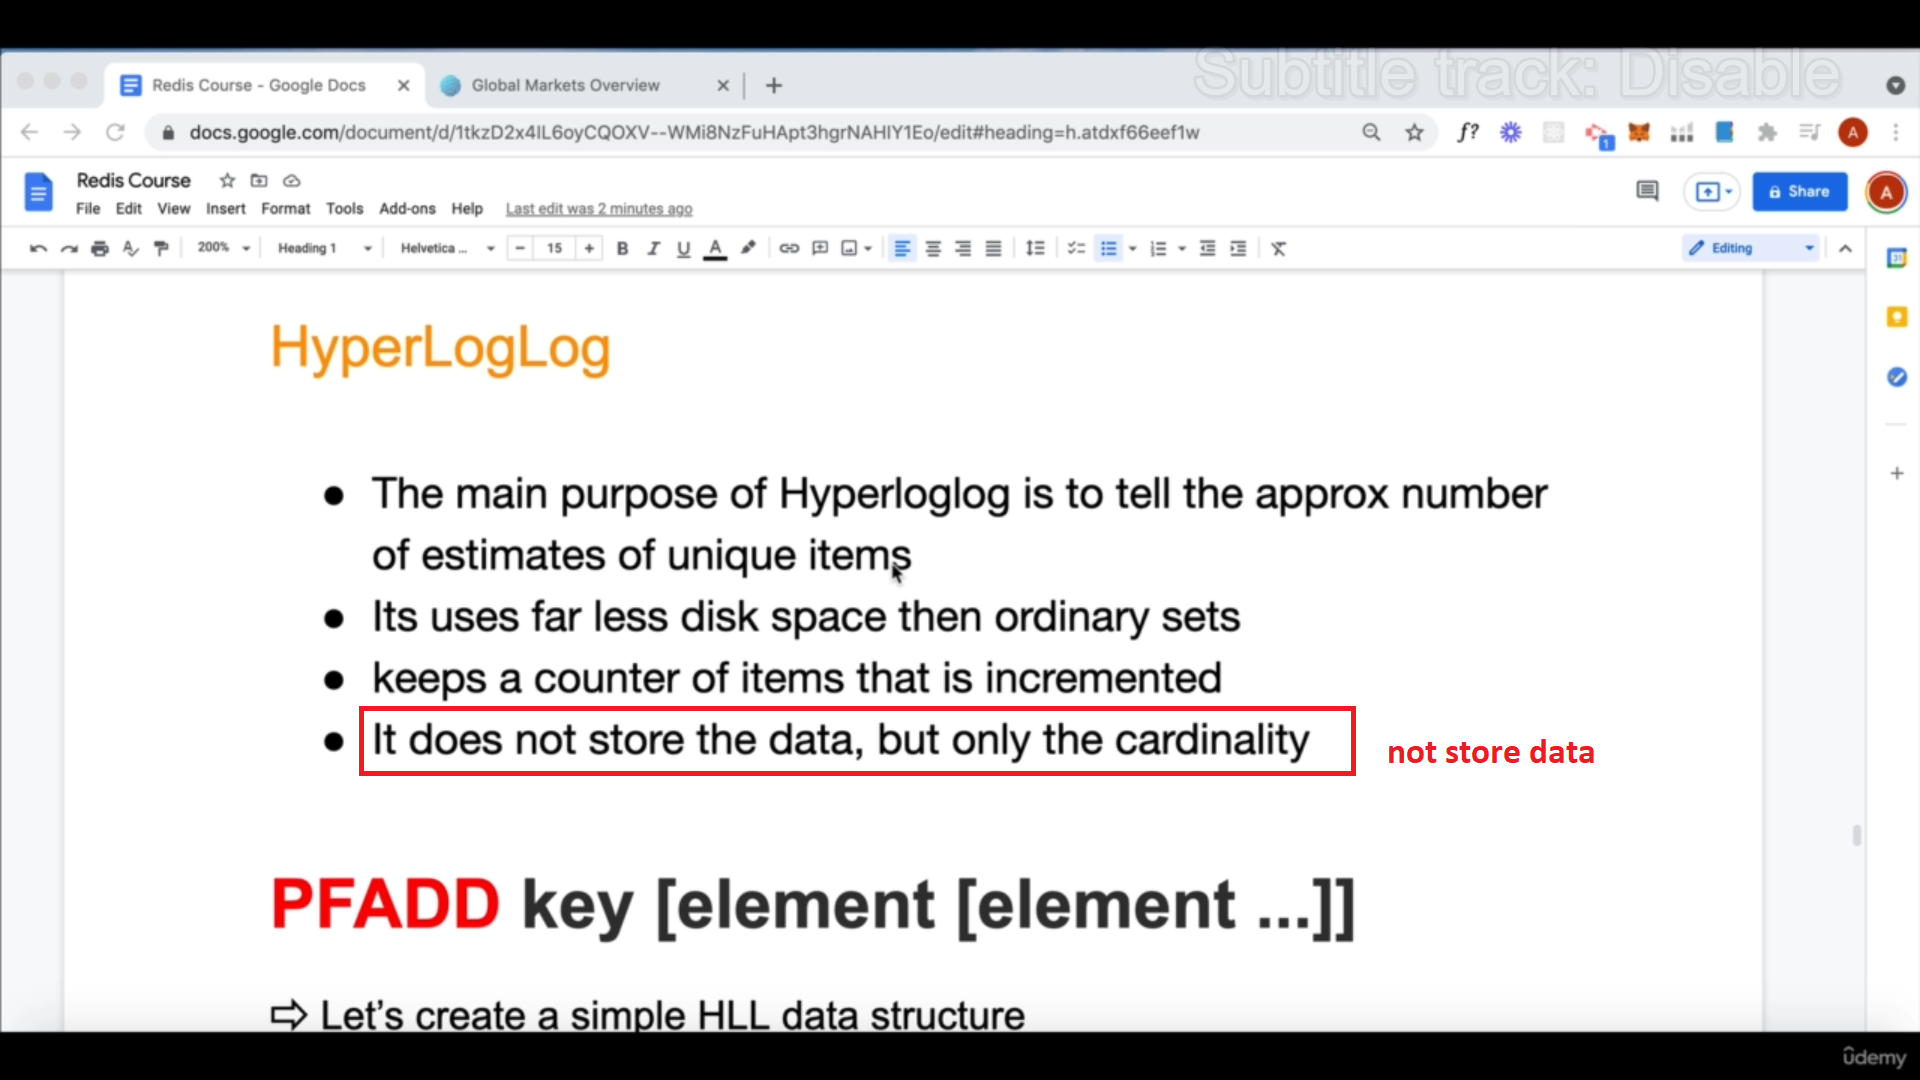 Subtitle track: Disable
Redis Course - Google Docs
Global Markets Overview
docs.google.com/document/d/1tkzD2x4IL6oyCQOXV--WMi8NzFuHApt3hgrNAHIY1Eo/edit#heading=h.atdxf66eef1w
f?
1
A
Redis Course
File Edit View Insert Format Tools Add-ons Help Last edit was 2 minutes ago
Share
A
200% Heading 1 Helvetica ... 15 B I U A
Editing
31
HyperLogLog
● The main purpose of Hyperloglog is to tell the approx number
of estimates of unique items
● Its uses far less disk space then ordinary sets
● keeps a counter of items that is incremented
● It does not store the data, but only the cardinality
not store data
PFADD key [element [element ...]]
⇨ Let’s create a simple HLL data structure
ûdemy